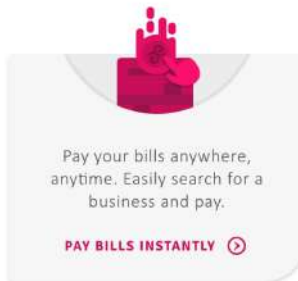 Pay your bills anywhere,
anytime. Easily search for a
business and pay.
PAY BILLS INSTANTLY